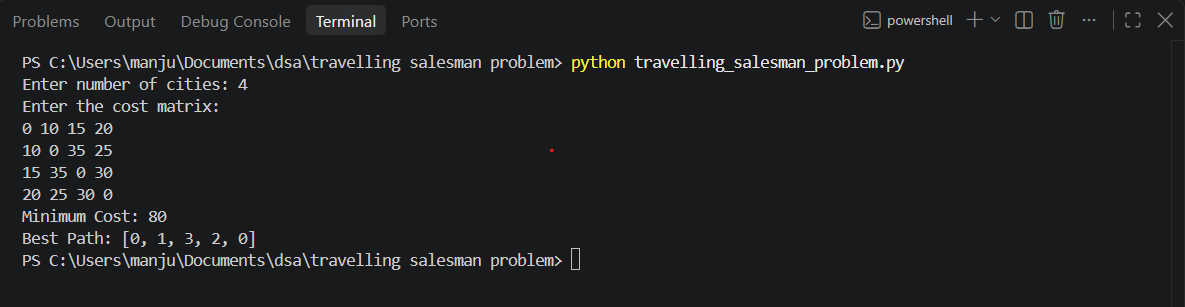 Problems Output Debug Console Terminal Ports powershell
PS C:\Users\manju\Documents\dsa\travelling salesman problem> python travelling_salesman_problem.py
Enter number of cities: 4
Enter the cost matrix:
0 10 15 20
10 0 35 25
15 35 0 30
20 25 30 0
Minimum Cost: 80
Best Path: [0, 1, 3, 2, 0]
PS C:\Users\manju\Documents\dsa\travelling salesman problem>